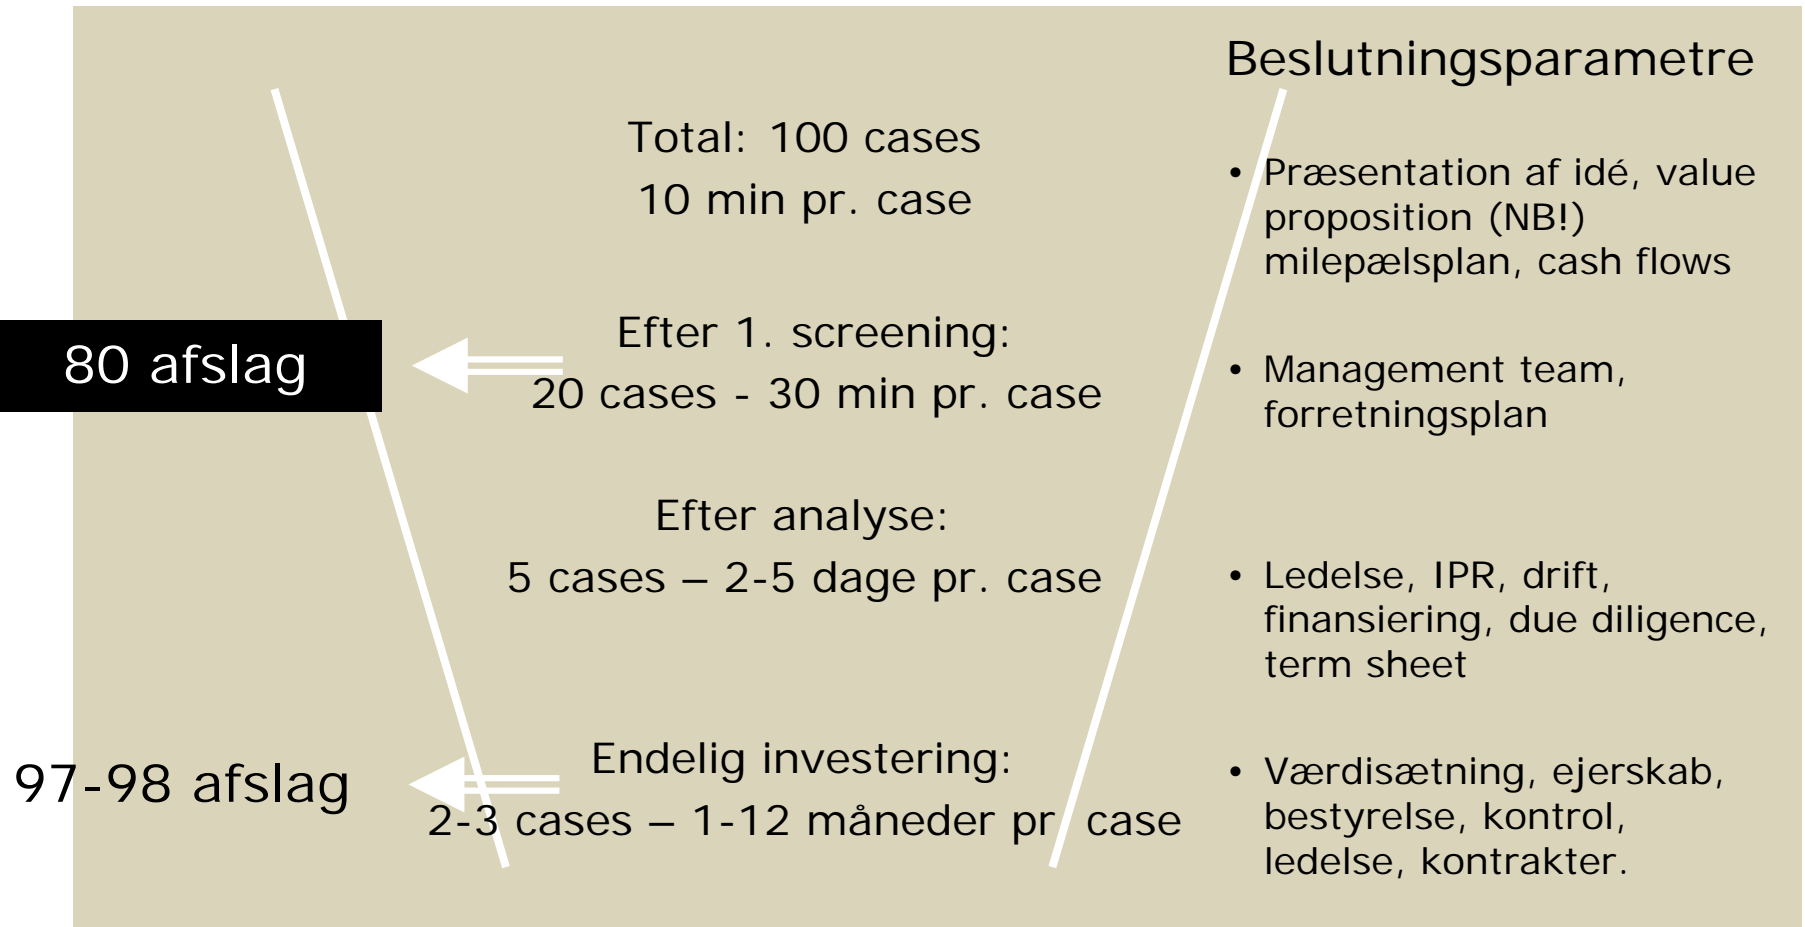 Beslutningsparametre
Total: 100 cases
10 min pr. case
• Præsentation af idé, value
proposition (NB!)
milepælsplan, cash flows
80 afslag
Efter 1. screening:
20 cases - 30 min pr. case
• Management team,
forretningsplan
Efter analyse:
5 cases – 2-5 dage pr. case
• Ledelse, IPR, drift,
finansiering, due diligence,
term sheet
97-98 afslag
Endelig investering:
2-3 cases – 1-12 måneder pr. case
• Værdisætning, ejerskab,
bestyrelse, kontrol,
ledelse, kontrakter.